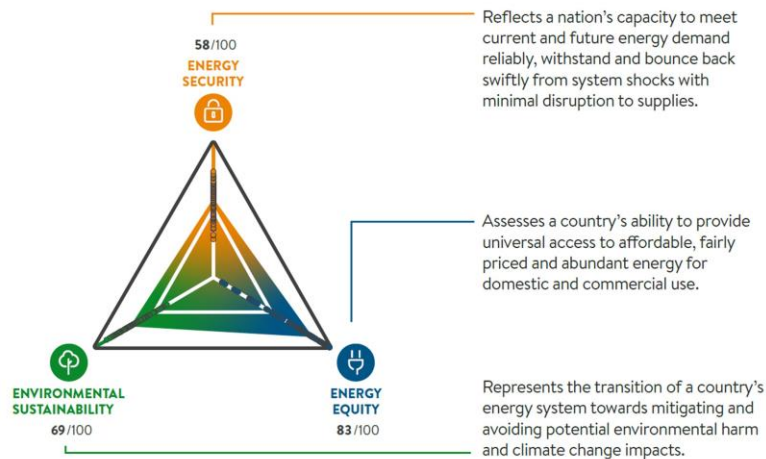 58/100
ENERGY
SECURITY
Reflects a nation's capacity to meet
current and future energy demand
reliably, withstand and bounce back
swiftly from system shocks with
minimal disruption to supplies.
Assesses a country's ability to provide
universal access to affordable, fairly
priced and abundant energy for
domestic and commercial use.
ENVIRONMENTAL
SUSTAINABILITY
69/100
ENERGY
EQUITY
83/100
Represents the transition of a country's
energy system towards mitigating and
avoiding potential environmental harm
and climate change impacts.